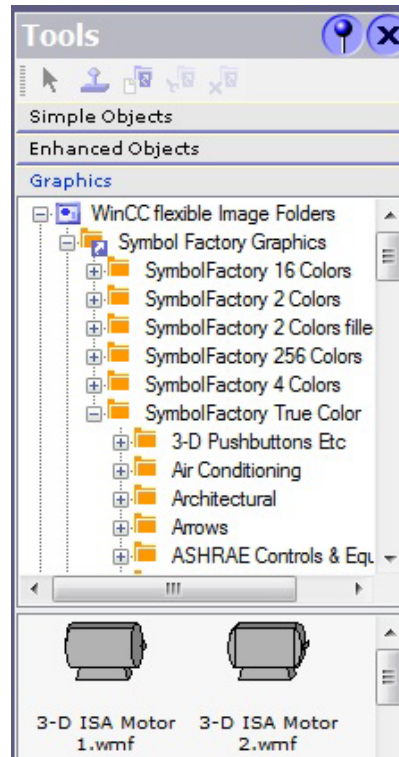 Tools
Simple Objects
Enhanced Objects
Graphics
WinCC flexible Image Folders
Symbol Factory Graphics
SymbolFactory 16 Colors
SymbolFactory 2 Colors
SymbolFactory 2 Colors fille
SymbolFactory 256 Colors
SymbolFactory 4 Colors
SymbolFactory True Color
3-D Pushbuttons Etc
Air Conditioning
Architectural
Arrows
ASHRAE Controls & Equ
3-D ISA Motor 3-D ISA Motor
1.wmf 2.wmf